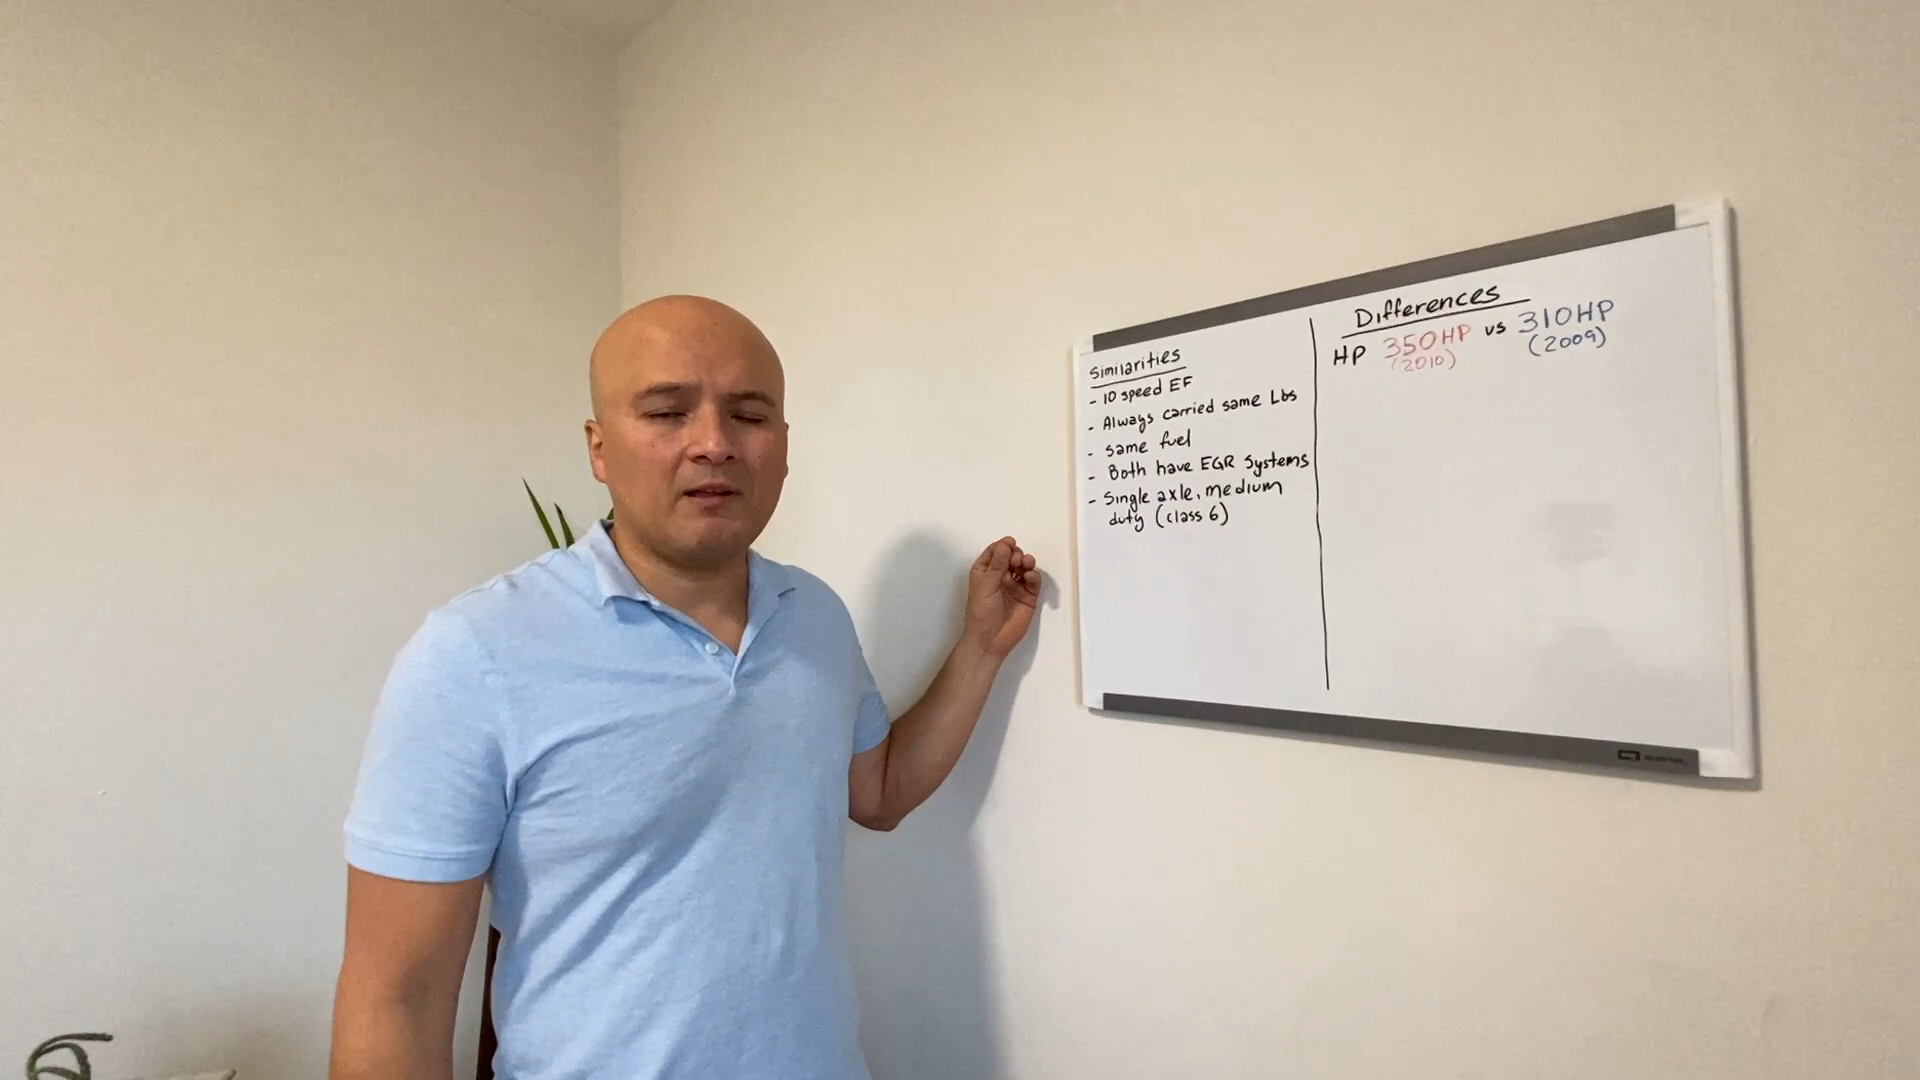 Similarities
- 10 speed EF
- Always carried same Lbs
- same fuel
- Both have EGR Systems
- Single axle, medium
duty (class 6)
Differences
HP 350HP vs 310HP
(2010) (2009)